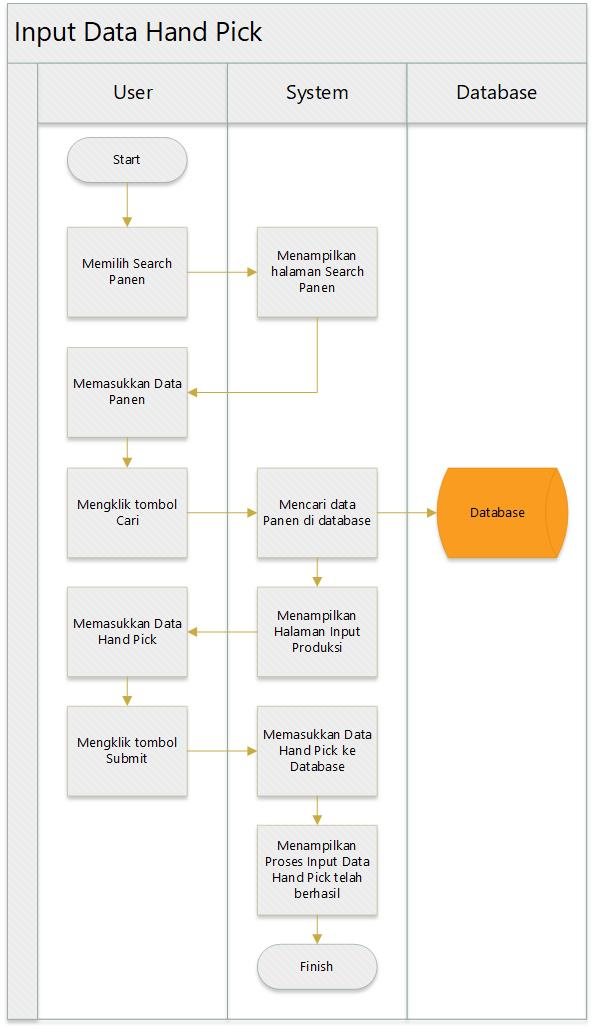 Input Data Hand Pick
User
System
Database
Start
Memilih Search
Panen
Menampilkan
halaman Search
Panen
Memasukkan Data
Panen
Mengklik tombol
Cari
Mencari data
Panen di database
Database
Memasukkan Data
Hand Pick
Menampilkan
Halaman Input
Produksi
Mengklik tombol
Submit
Memasukkan Data
Hand Pick ke
Database
Menampilkan
Proses Input Data
Hand Pick telah
berhasil
Finish